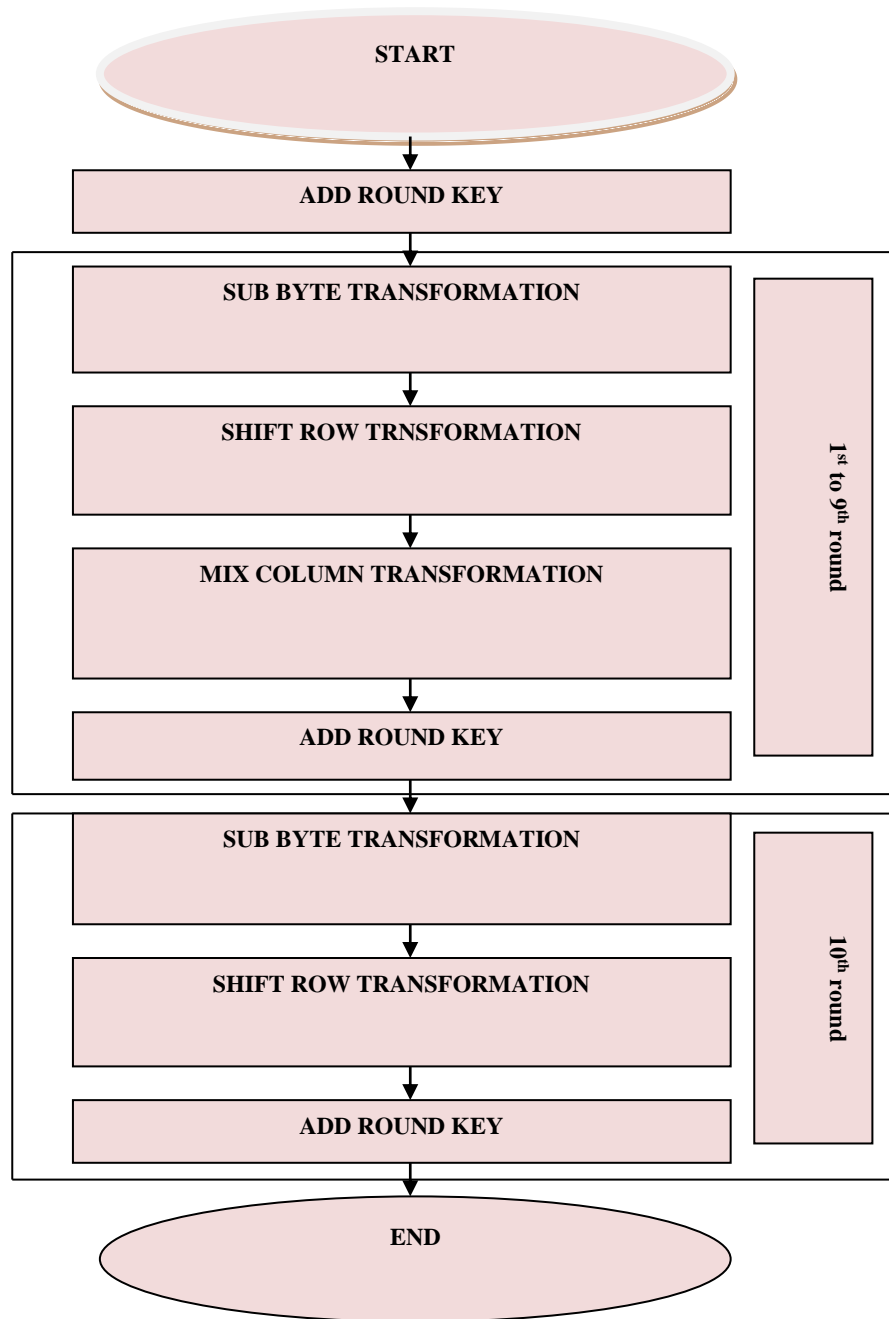 START
ADD ROUND KEY
SUB BYTE TRANSFORMATION
SHIFT ROW TRNSFORMATION
MIX COLUMN TRANSFORMATION
ADD ROUND KEY
1st to 9th round
SUB BYTE TRANSFORMATION
SHIFT ROW TRANSFORMATION
ADD ROUND KEY
10th round
END